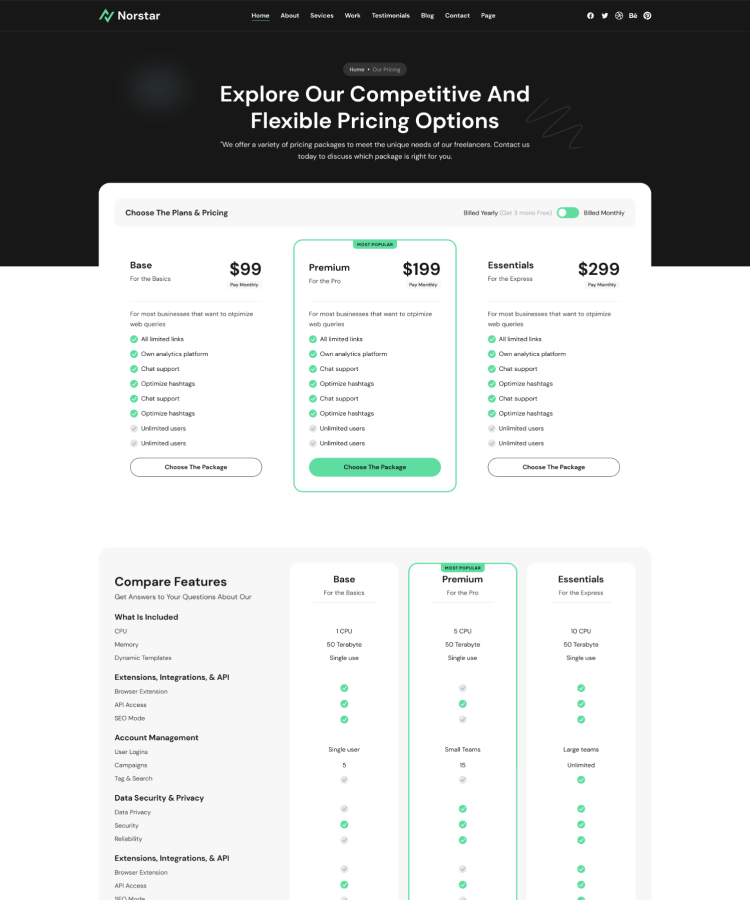 Norstar
Home About Sevices Work Testimonials Blog Contact Page
Bē
Home • Our Pricing
Explore Our Competitive And
Flexible Pricing Options
"We offer a variety of pricing packages to meet the unique needs of our freelancers. Contact us
today to discuss which package is right for you.
Choose The Plans & Pricing
Billed Yearly (Get 3 mons Free) Billed Monthly
Base
For the Basics
$99
Pay Monthly
For most businesses that want to otpimize
web queries
All limited links
Own analytics platform
Chat support
Optimize hashtags
Chat support
Optimize hashtags
Unlimited users
Unlimited users
Choose The Package
MOST POPULAR
Premium
For the Pro
$199
Pay Monthly
For most businesses that want to otpimize
web queries
All limited links
Own analytics platform
Chat support
Optimize hashtags
Chat support
Optimize hashtags
Unlimited users
Unlimited users
Choose The Package
Essentials
For the Express
$299
Pay Monthly
For most businesses that want to otpimize
web queries
All limited links
Own analytics platform
Chat support
Optimize hashtags
Chat support
Optimize hashtags
Unlimited users
Unlimited users
Choose The Package
Compare Features
Get Answers to Your Questions About Our
Base
For the Basics
MOST POPULAR
Premium
For the Pro
Essentials
For the Express
What Is Included
CPU 1 CPU 5 CPU 10 CPU
Memory 50 Terabyte 50 Terabyte 50 Terabyte
Dynamic Templates Single use Single use Single use
Extensions, Integrations, & API
Browser Extension
API Access
SEO Mode
Account Management
User Logins Single user Small Teams Large teams
Campaigns 5 15 Unlimited
Tag & Search
Data Security & Privacy
Data Privacy
Security
Reliability
Extensions, Integrations, & API
Browser Extension
API Access
SEO Mode